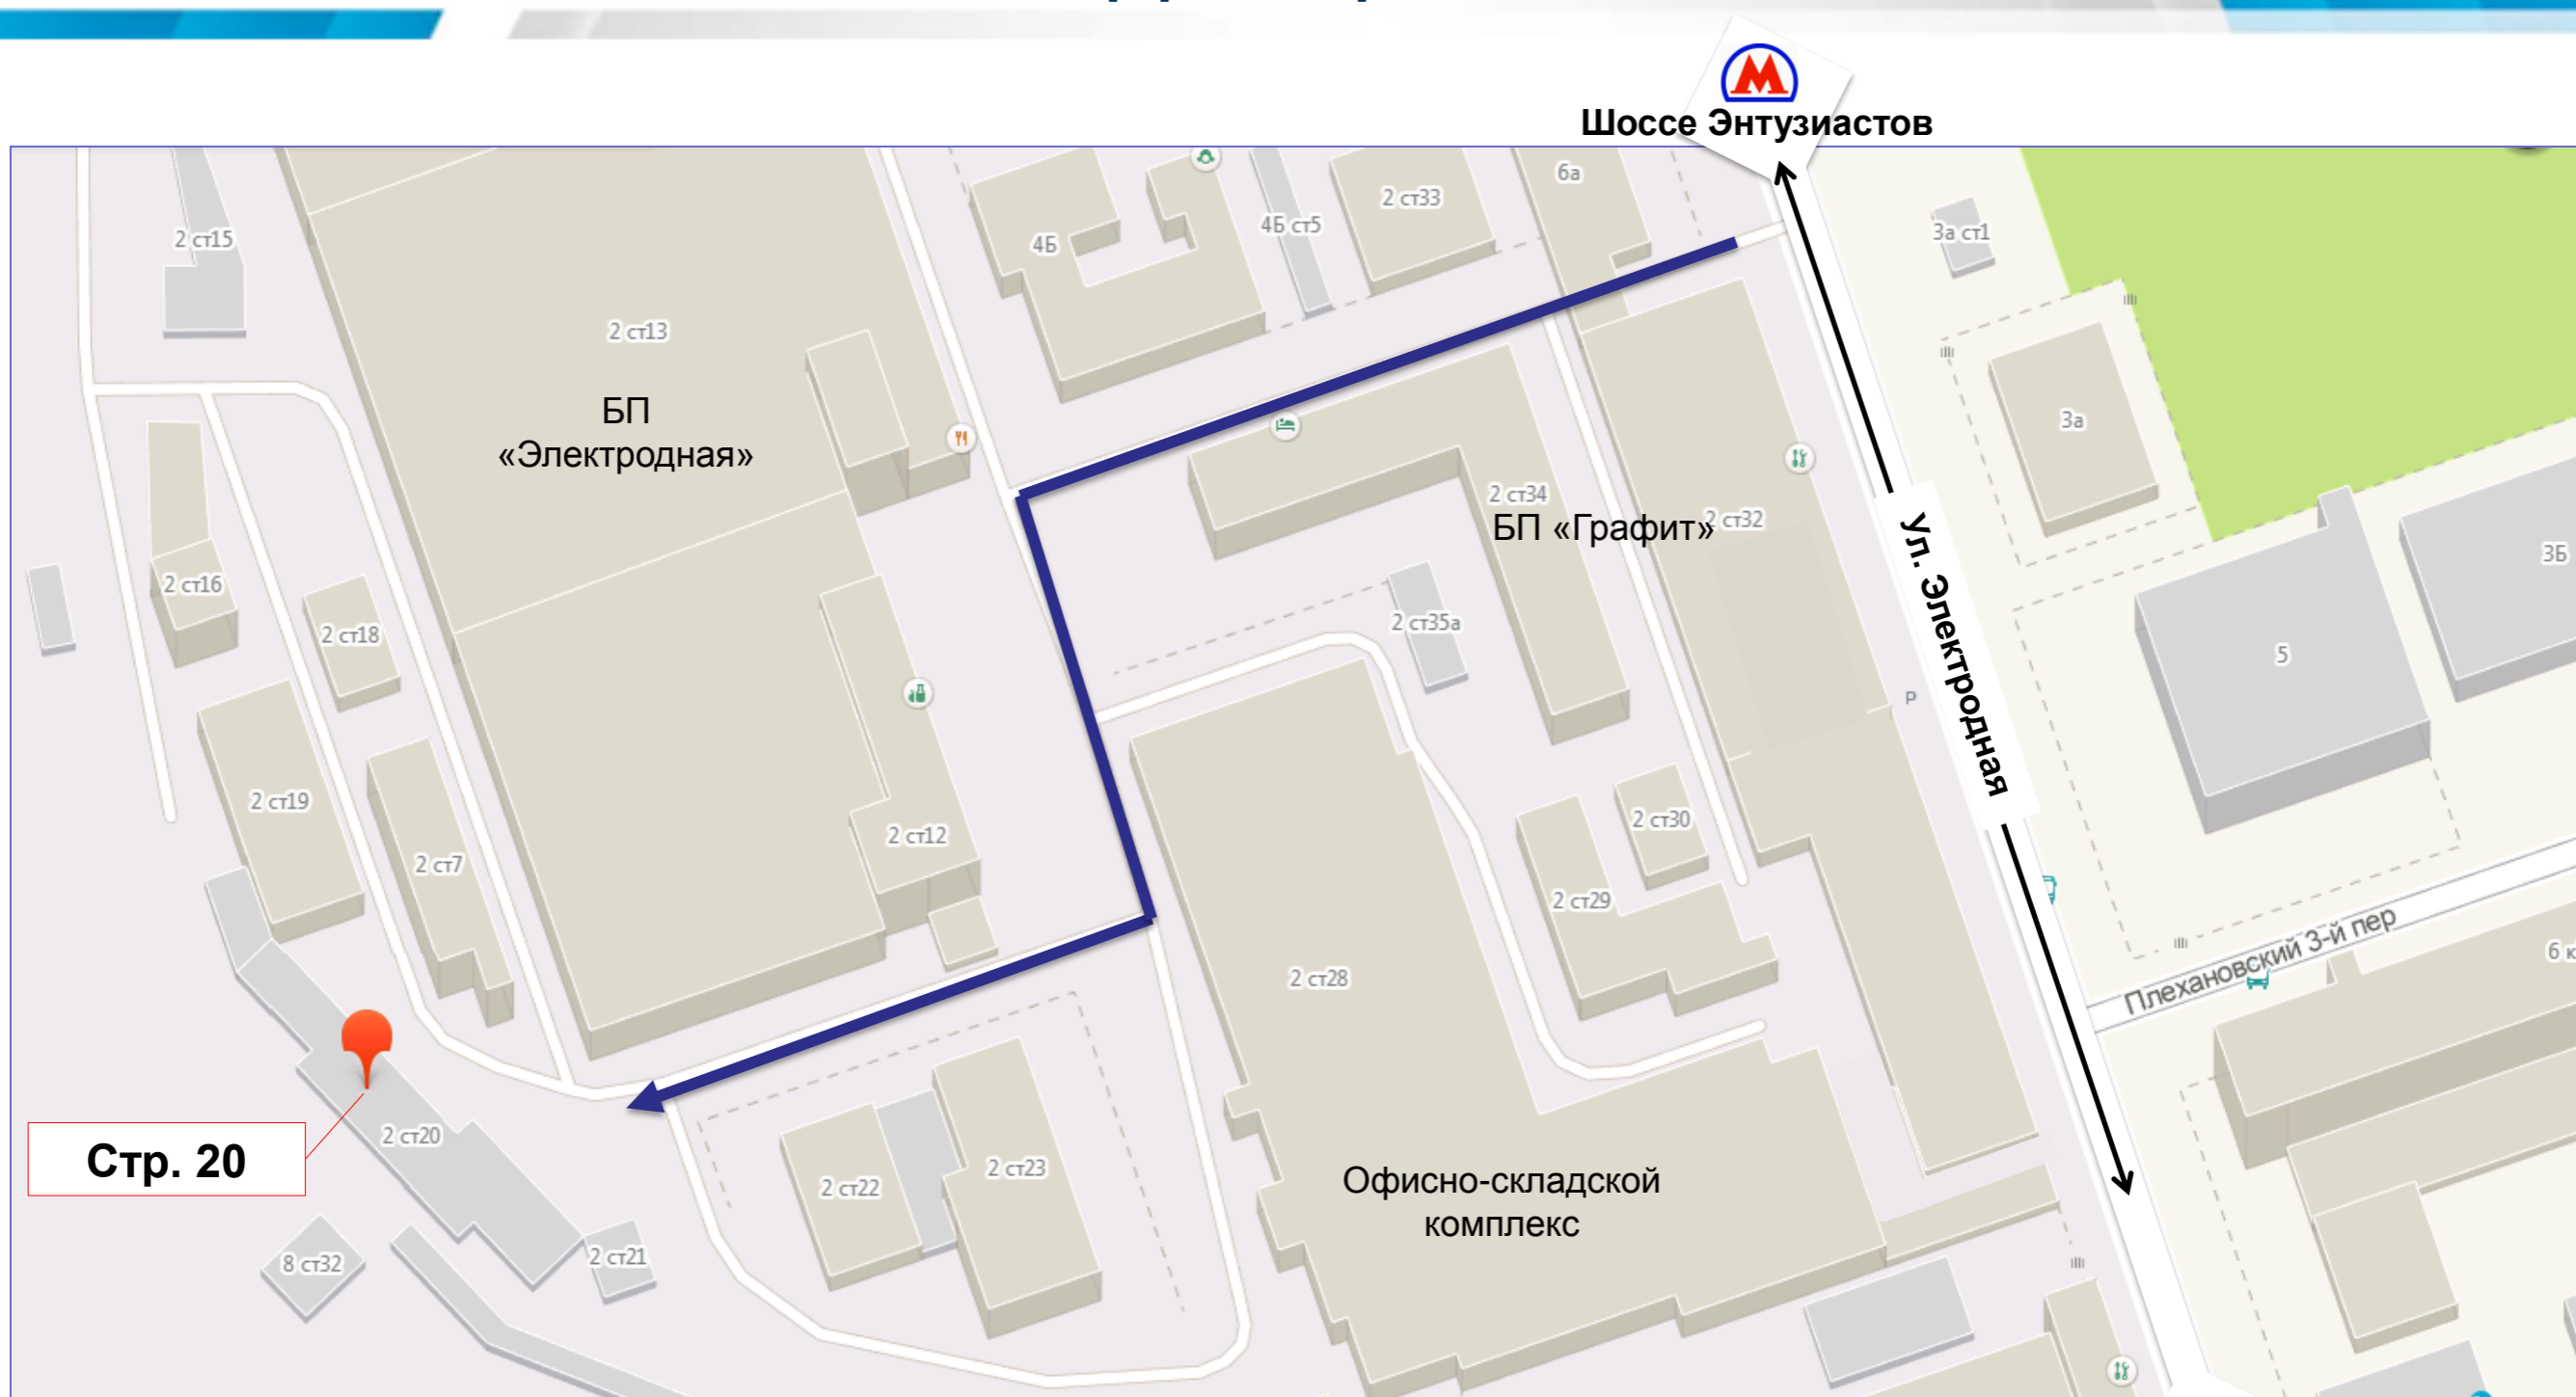 М
Шоссе Энтузиастов
6а
2 ст33
4Б ст5
4Б
3а ст1
2 ст15
2 ст13
БП
«Электродная»
3а
2 ст34
БП «Графит»
2 ст32
Ул. Электродная
3Б
2 ст16
2 ст18
2 ст35а
5
P
2 ст19
2 ст7
2 ст12
2 ст30
2 ст29
Плехановский 3-й пер
6 к
2 ст28
Стр. 20
2 ст20
2 ст22
2 ст23
Офисно-складской
комплекс
8 ст32
2 ст21